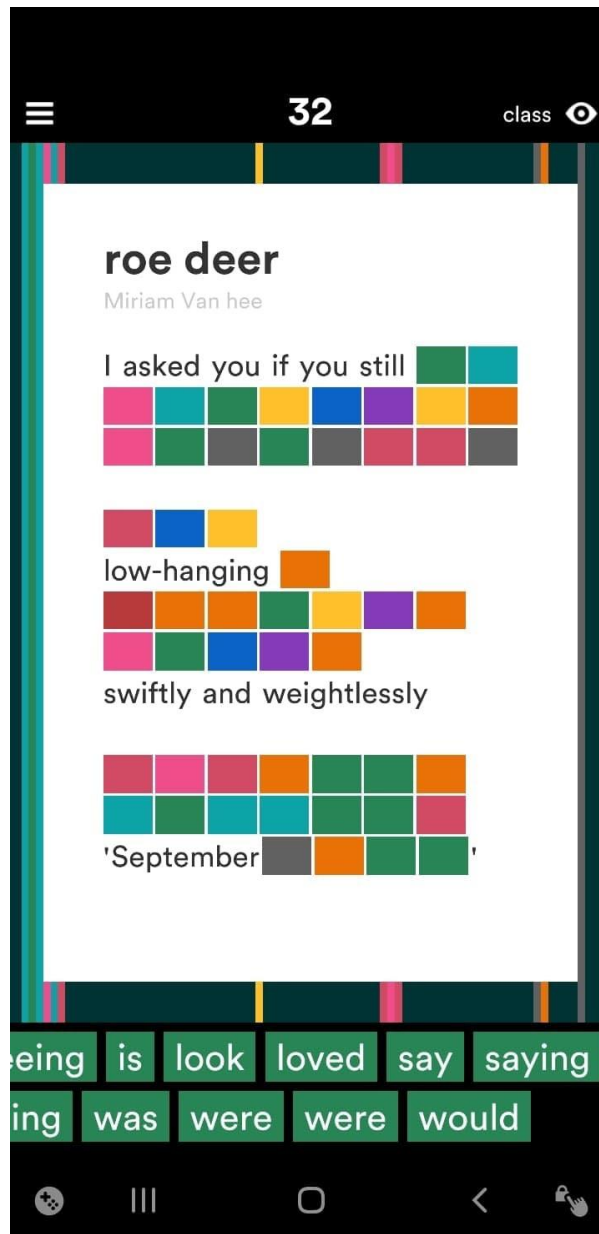 32
class
roe deer
Miriam Van hee
I asked you if you still
low-hanging
swiftly and weightlessly
'September '
is look loved say saying
was were were would